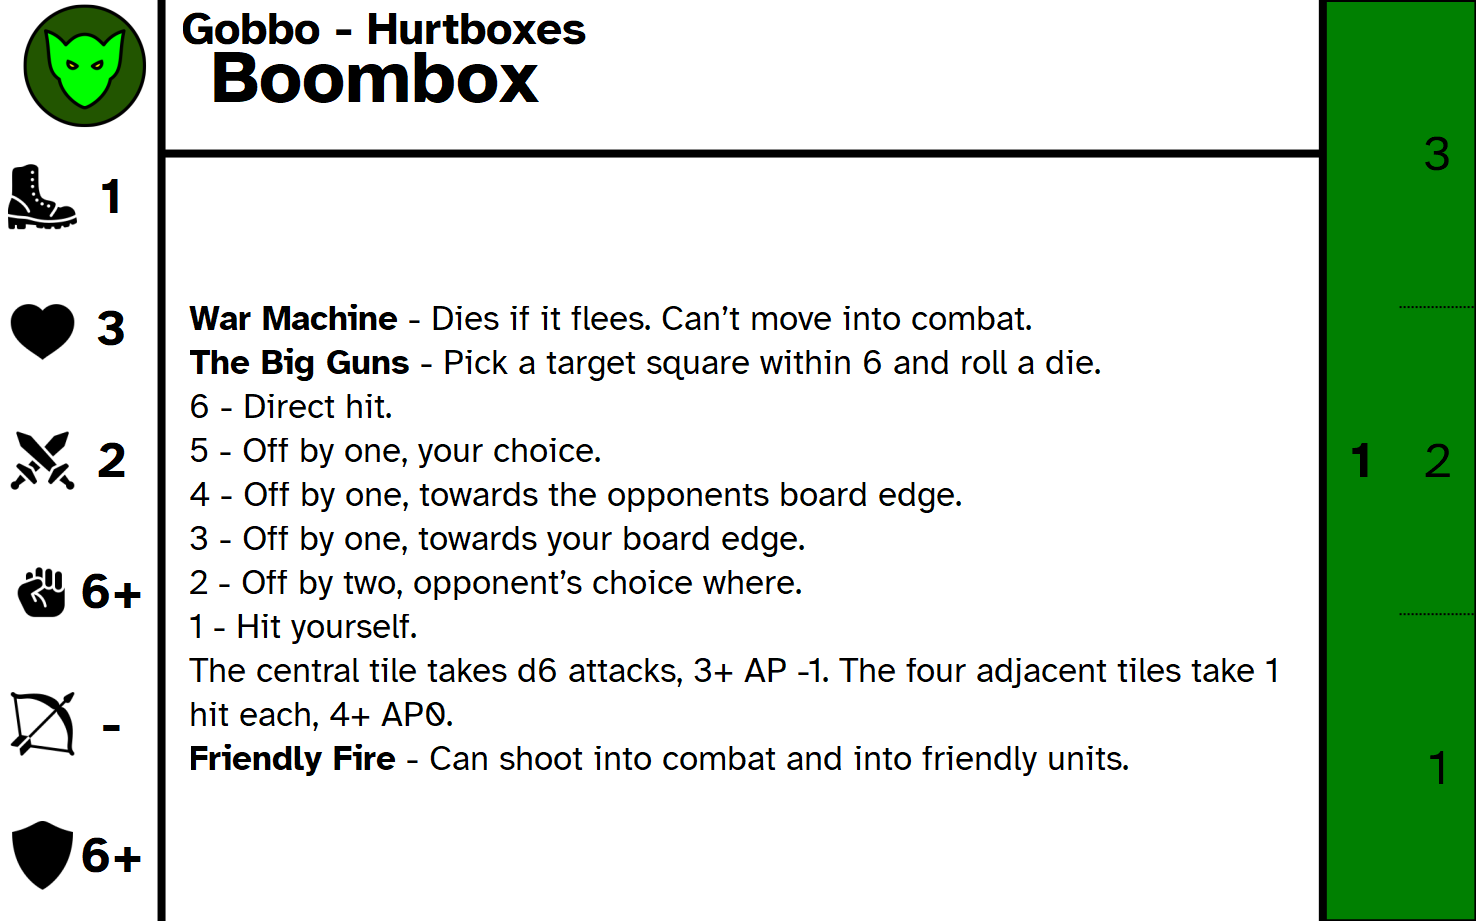 Gobbo - Hurtboxes
Boombox
1
3
2
6+
-
6+
War Machine - Dies if it flees. Can’t move into combat.
The Big Guns - Pick a target square within 6 and roll a die.
6 - Direct hit.
5 - Off by one, your choice.
4 - Off by one, towards the opponents board edge.
3 - Off by one, towards your board edge.
2 - Off by two, opponent’s choice where.
1 - Hit yourself.
The central tile takes d6 attacks, 3+ AP -1. The four adjacent tiles take 1
hit each, 4+ AP0.
Friendly Fire - Can shoot into combat and into friendly units.
3
1 2
1